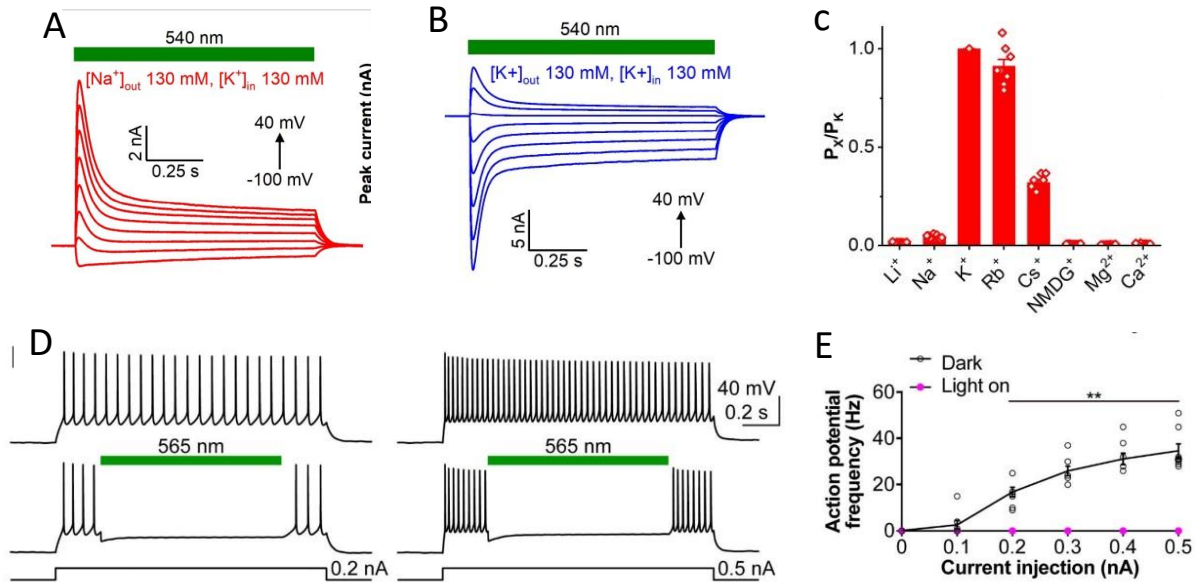 A
540 nm
[Na+]out 130 mM, [K+]in 130 mM
2 nA
0.25 s
40 mV
-100 mV
Peak current (nA)
B
540 nm
[K+]out 130 mM, [K+]in 130 mM
5 nA
0.25 s
40 mV
-100 mV
C
PX/PK
1.0
0.5
0.0
Li+
Na+
K+
Rb+
Cs+
NMDG+
Mg2+
Ca2+
D
40 mV
0.2 s
565 nm
565 nm
0.2 nA
0.5 nA
E
Dark
Light on
**
Action potential
frequency (Hz)
60
40
20
0
0 0.1 0.2 0.3 0.4 0.5
Current injection (nA)